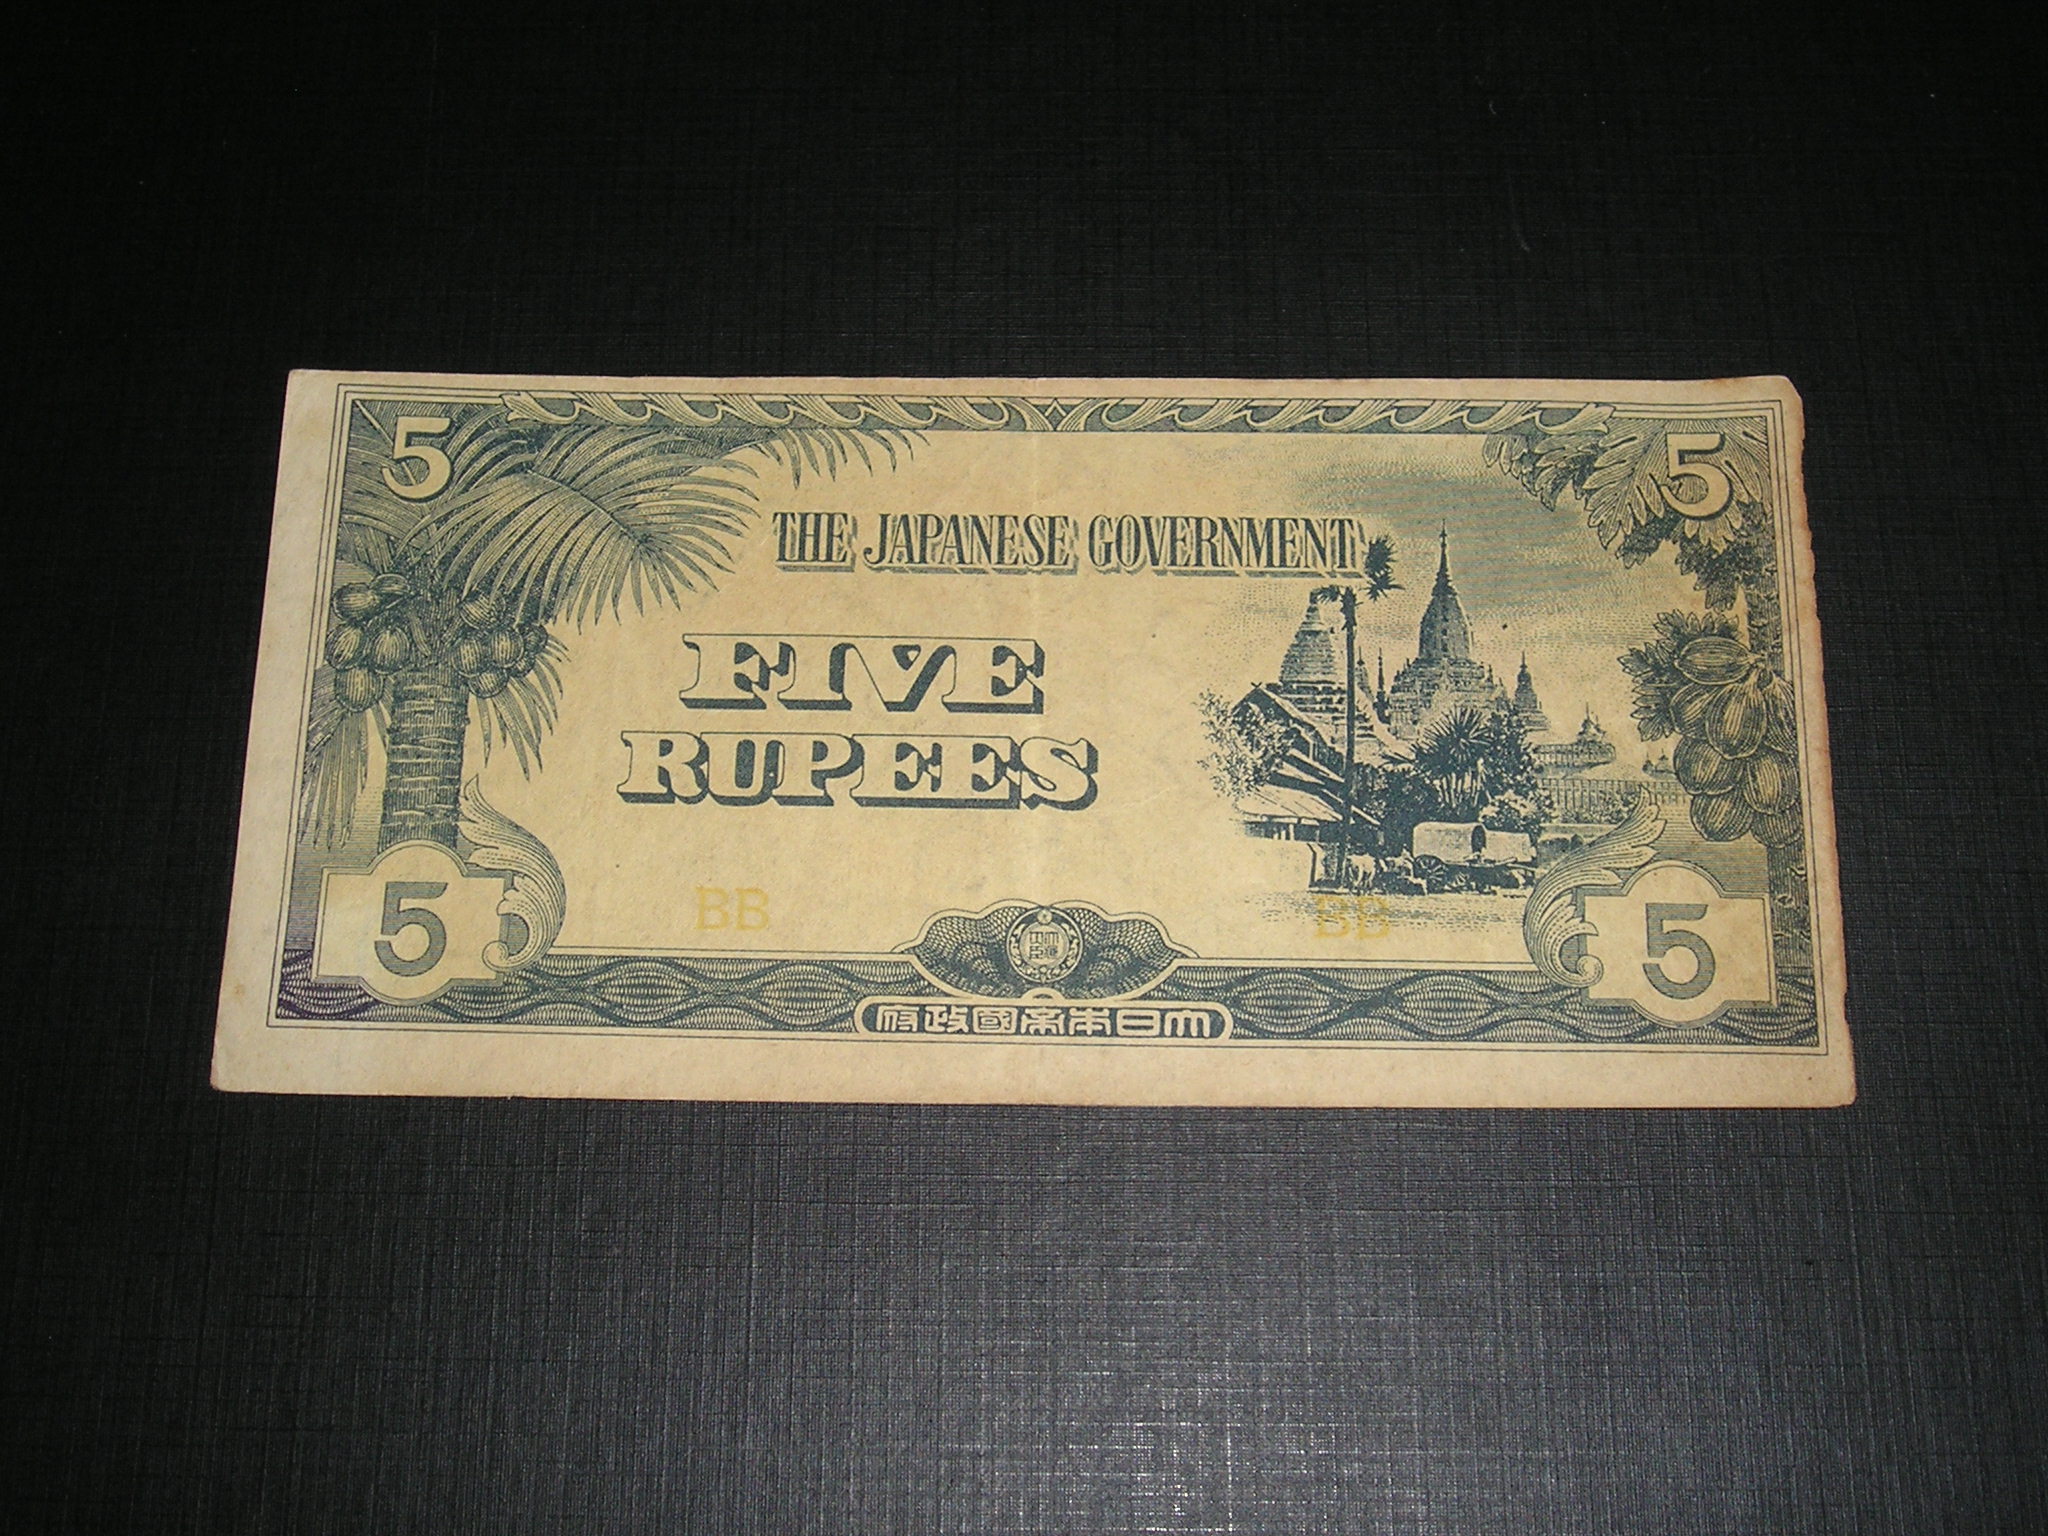 5 5
THE JAPANESE GOVERNMENT
FIVE
RUPEES
BB BB
5 5
府政國帝本日大